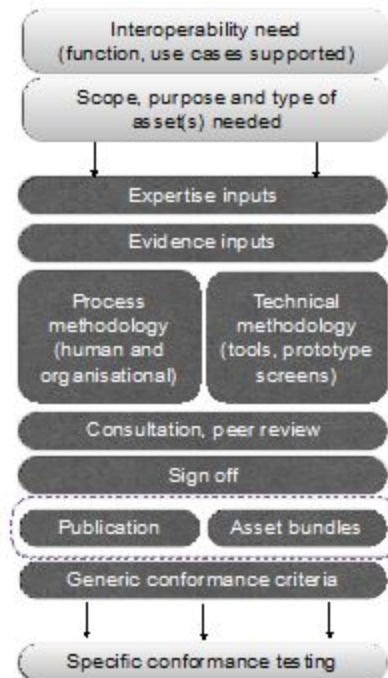 Interoperability need
(function, use cases supported)
Scope, purpose and type of
asset(s) needed
Expertise inputs
Evidence inputs
Process
methodology
(human and
organisational)
Technical
methodology
(tools, prototype
screens)
Consultation, peer review
Sign off
Publication
Asset bundles
Generic conformance criteria
Specific conformance testing